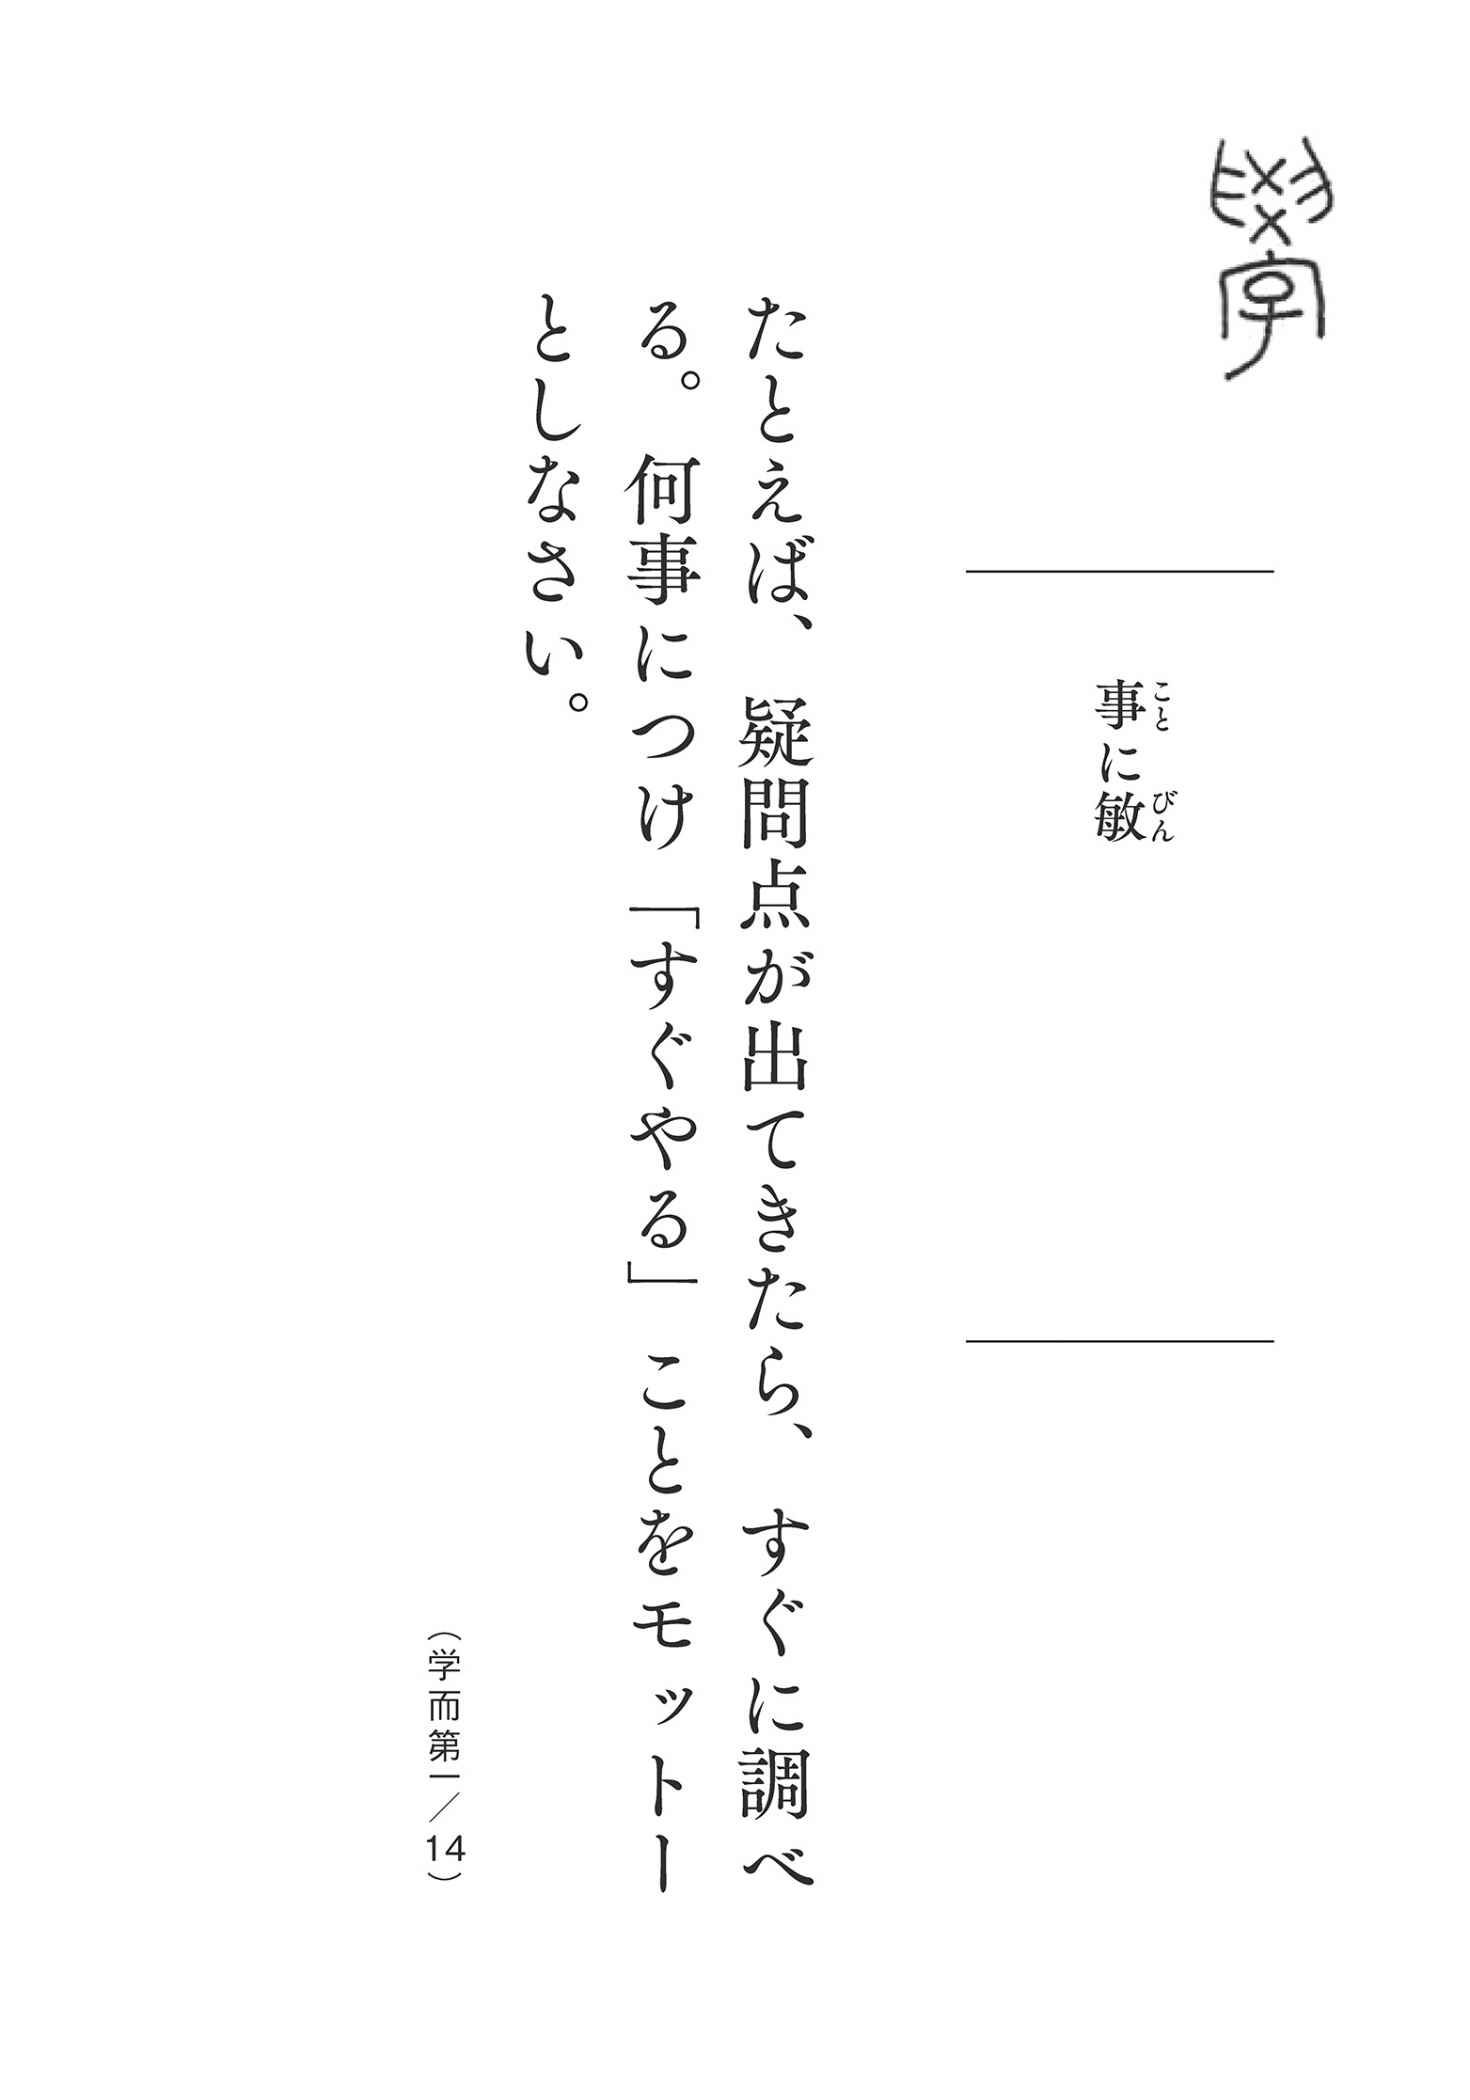 學
事に敏
ことびん
たとえば、疑問点が出てきたら、すぐに調べ
る。何事につけ「すぐやる」ことをモットー
としなさい。
（学而第一／14）